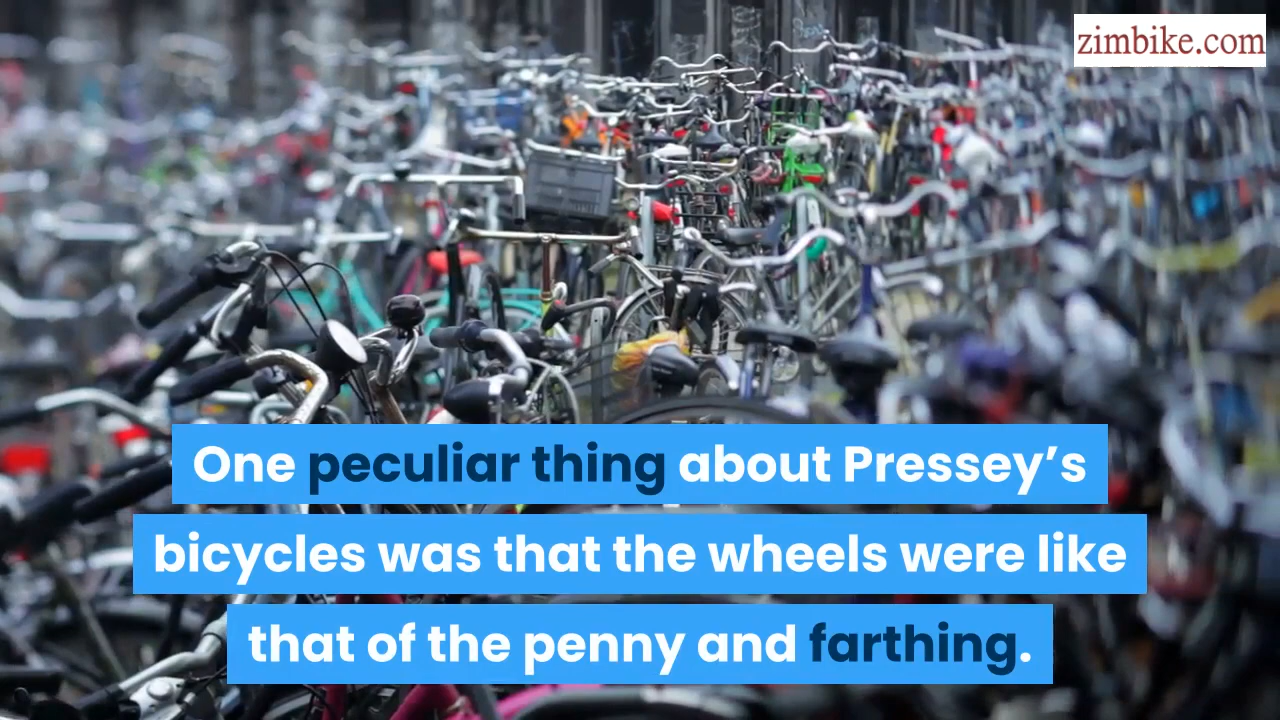 zimbike.com
One peculiar thing about Pressey’s
bicycles was that the wheels were like
that of the penny and farthing.